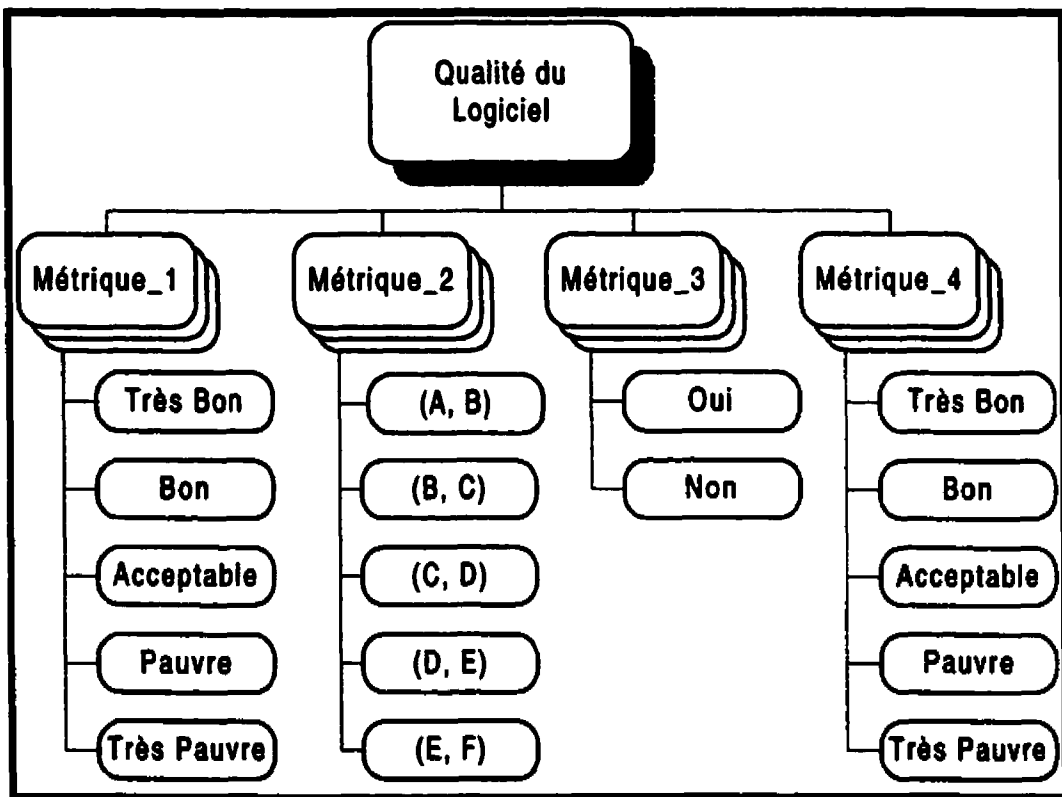 Qualité du
Logiciel
Métrique_1
Métrique_2
Métrique_3
Métrique_4
Très Bon
Bon
Acceptable
Pauvre
Très Pauvre
(A, B)
(B, C)
(C, D)
(D, E)
(E, F)
Oui
Non
Très Bon
Bon
Acceptable
Pauvre
Très Pauvre